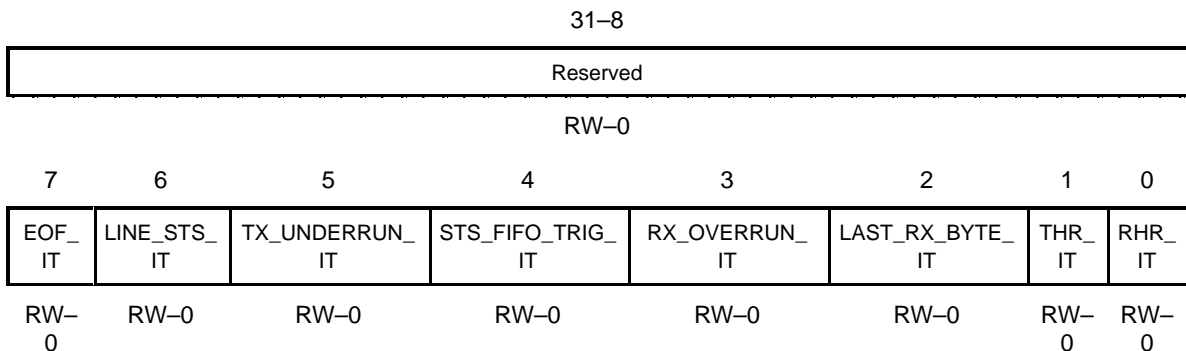 31–8
Reserved
RW–0
7 6 5 4 3 2 1 0
EOF_ LINE_STS_ TX_UNDERRUN_ STS_FIFO_TRIG_ RX_OVERRUN_ LAST_RX_BYTE_ THR_ RHR_
IT IT IT IT IT IT IT IT
RW– RW–0 RW–0 RW–0 RW–0 RW–0 RW– RW–
0 0 0